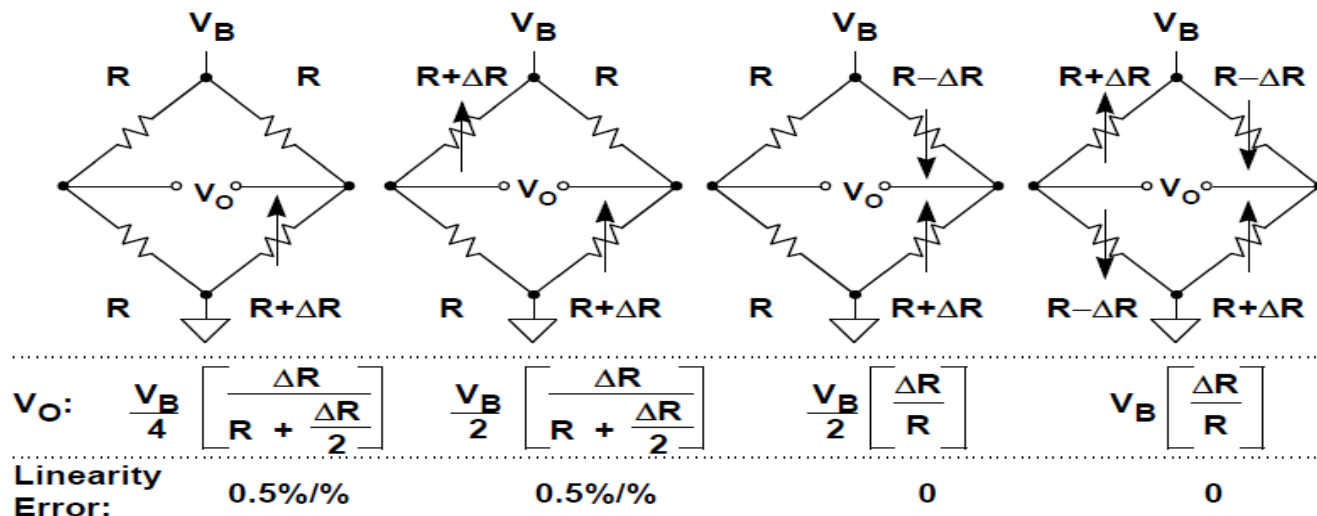 V_B V_B V_B V_B
R R R+ΔR R R R−ΔR R+ΔR R−ΔR
V_O V_O V_O V_O
R R+ΔR R R+ΔR R R+ΔR R−ΔR R+ΔR
V_O: V_B/4 [ΔR/(R + ΔR/2)] V_B/2 [ΔR/(R + ΔR/2)] V_B/2 [ΔR/R] V_B [ΔR/R]
Linearity
Error: 0.5%/% 0.5%/% 0 0